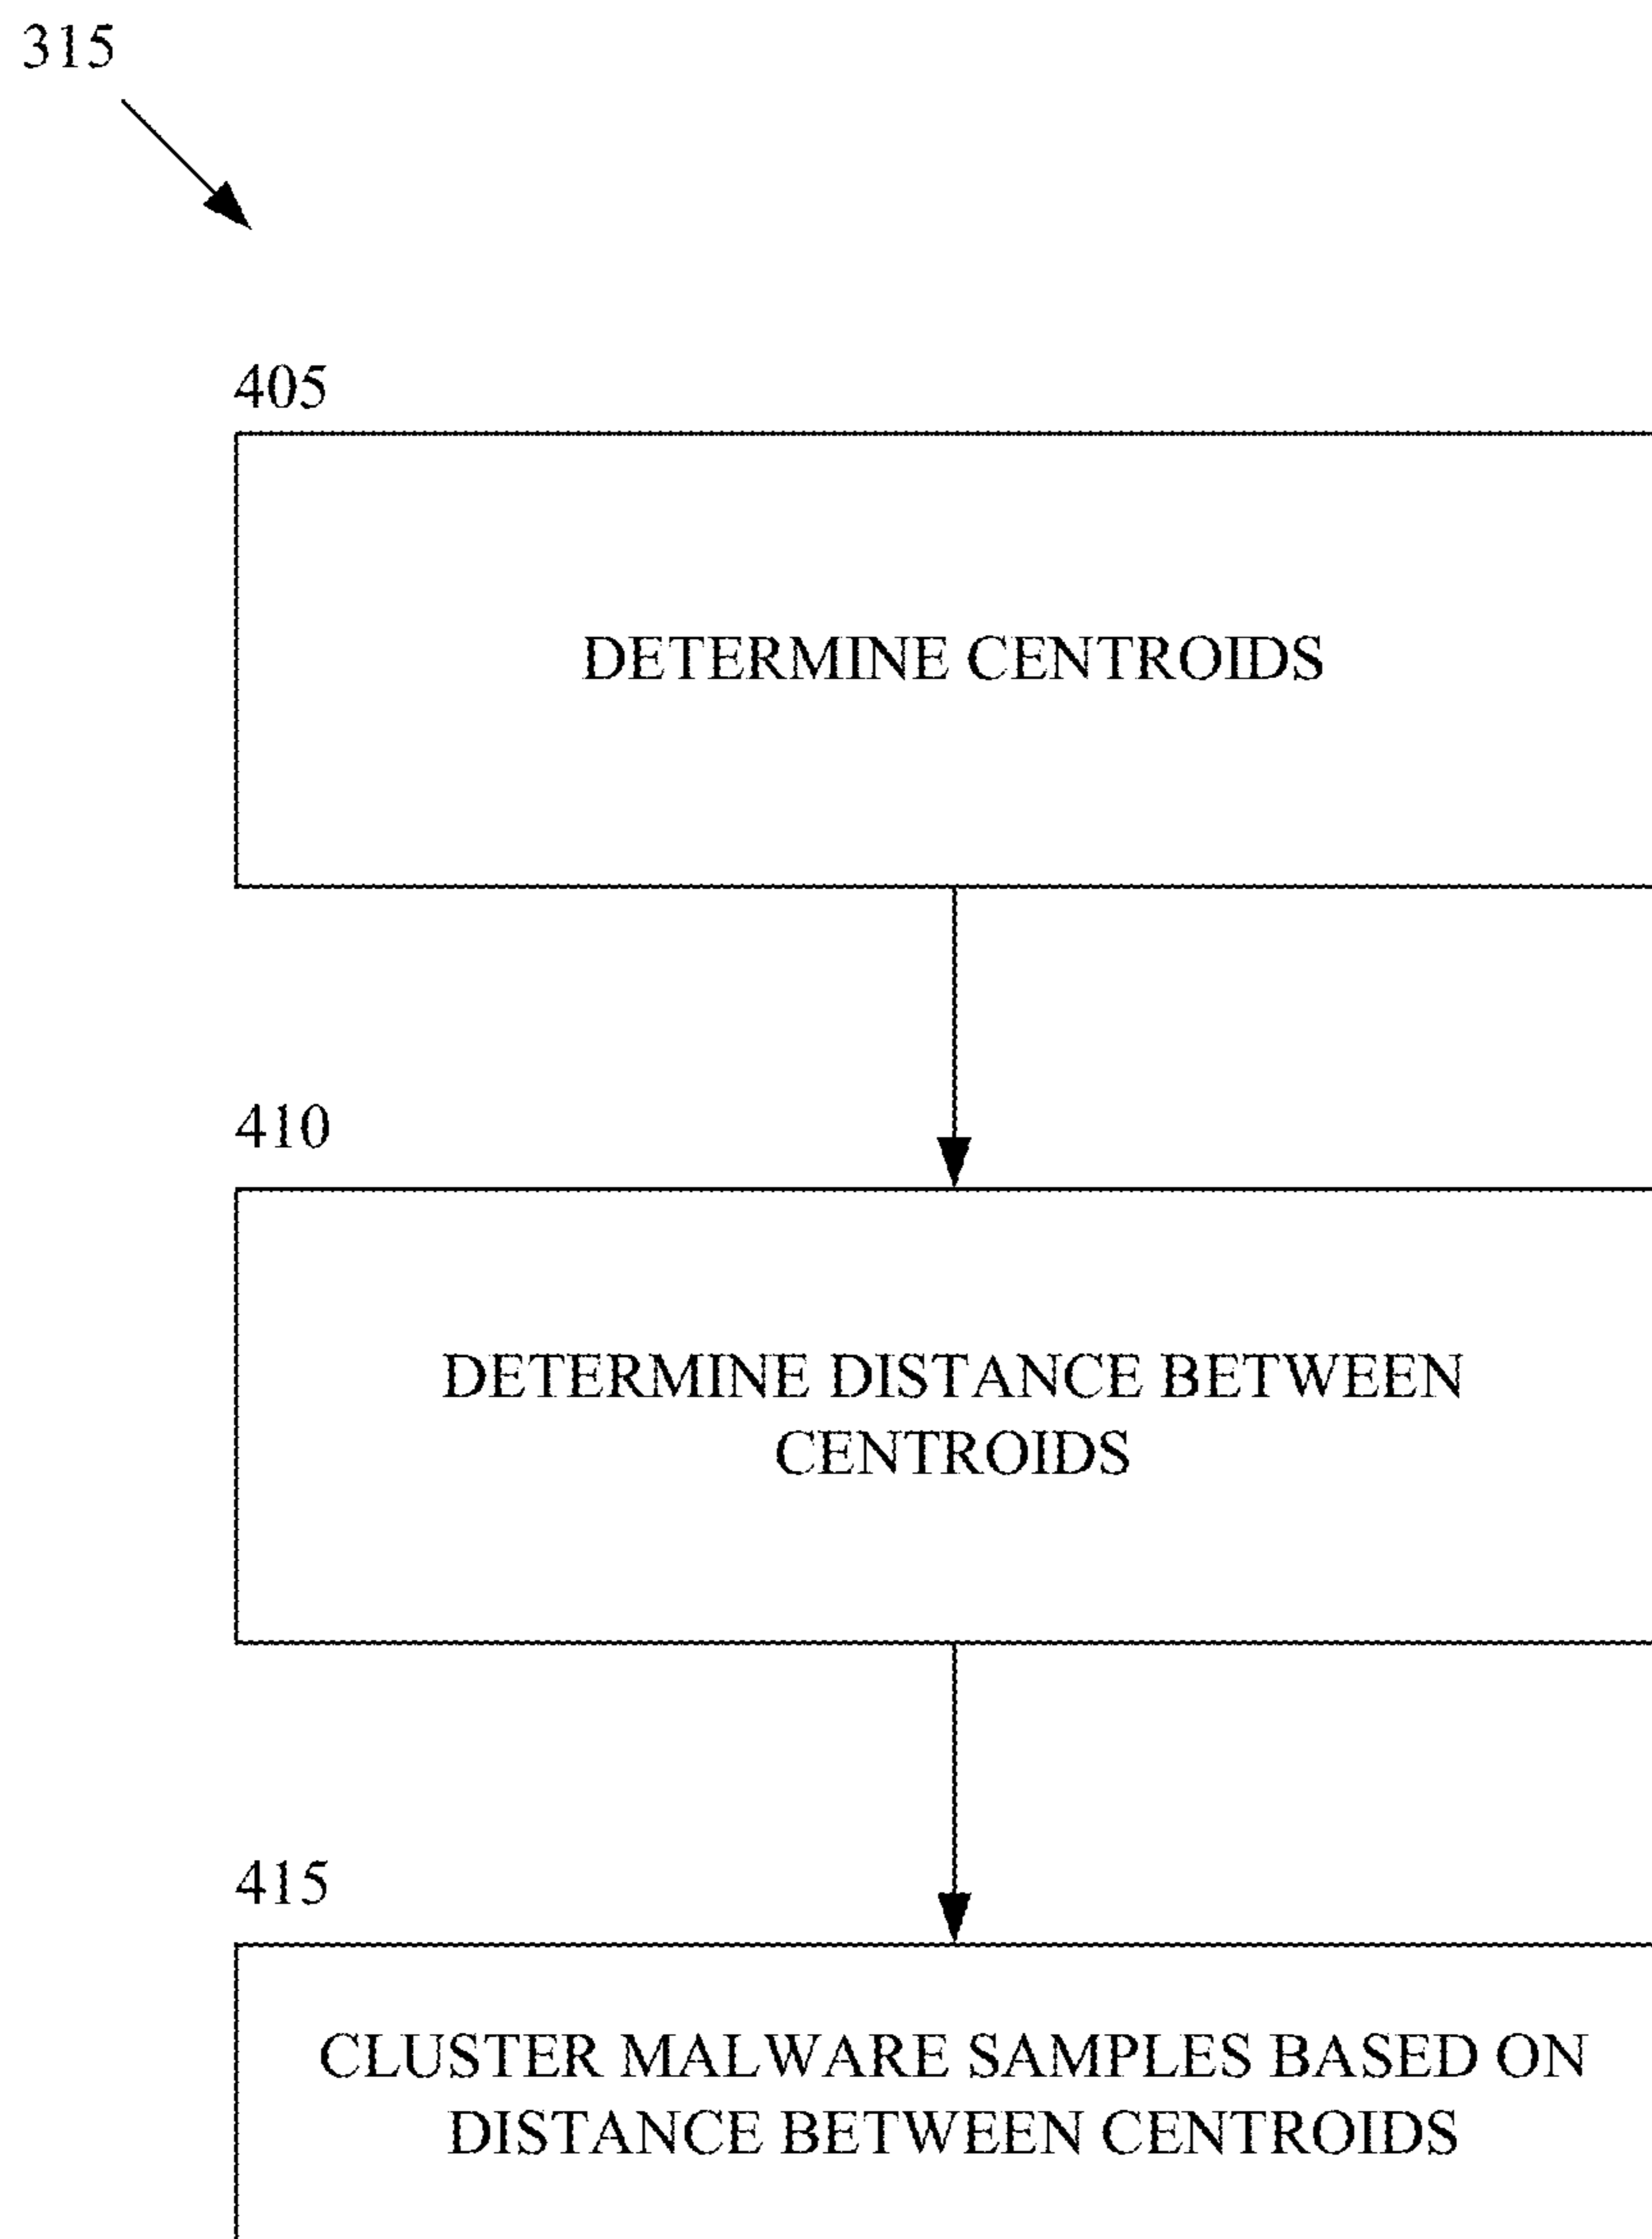 315
405
DETERMINE CENTROIDS
410
DETERMINE DISTANCE BETWEEN
CENTROIDS
415
CLUSTER MALWARE SAMPLES BASED ON
DISTANCE BETWEEN CENTROIDS